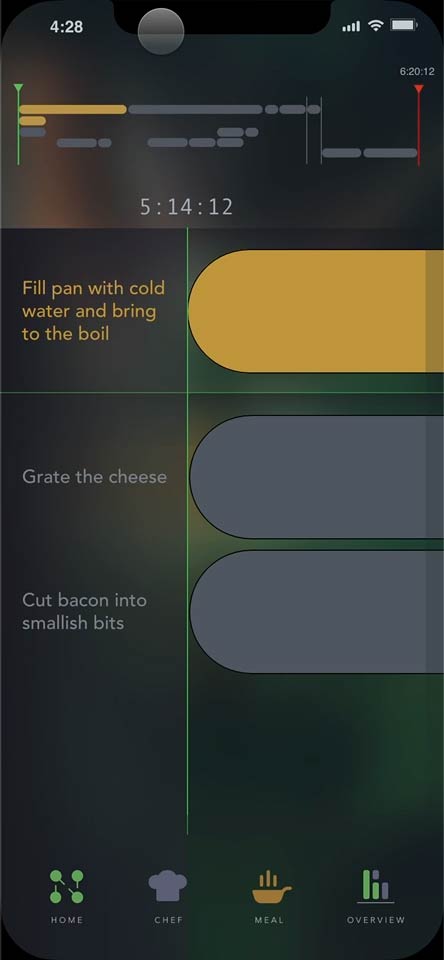 4:28
6:20:12
5:14:12
Fill pan with cold
water and bring
to the boil
Grate the cheese
Cut bacon into
smallish bits
HOME
CHEF
MEAL
OVERVIEW